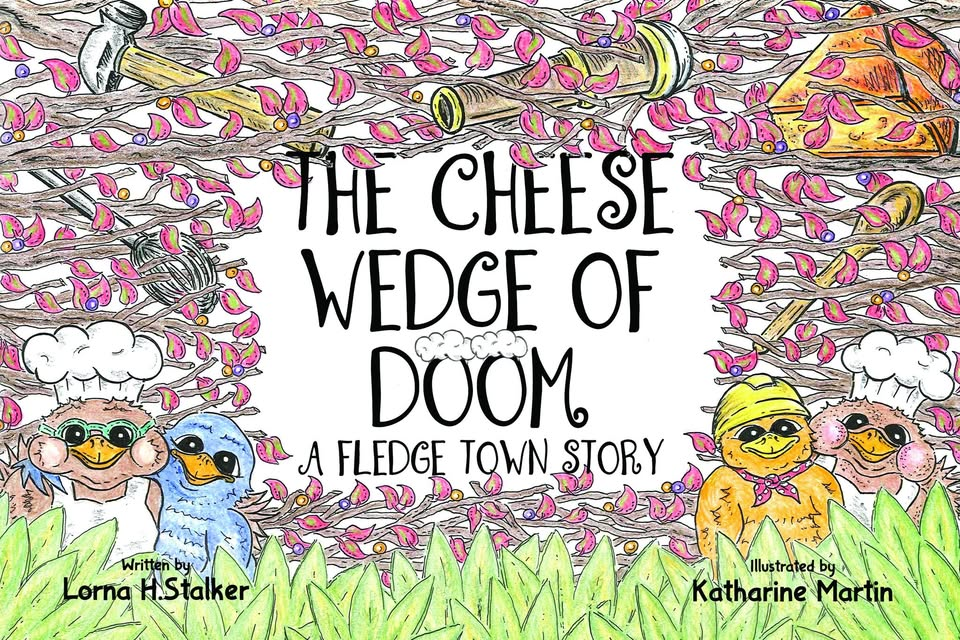 THE CHEESE
WEDGE OF
DOOM
A FLEDGE TOWN STORY
Written by
Lorna H.Stalker
Illustrated by
Katharine Martin